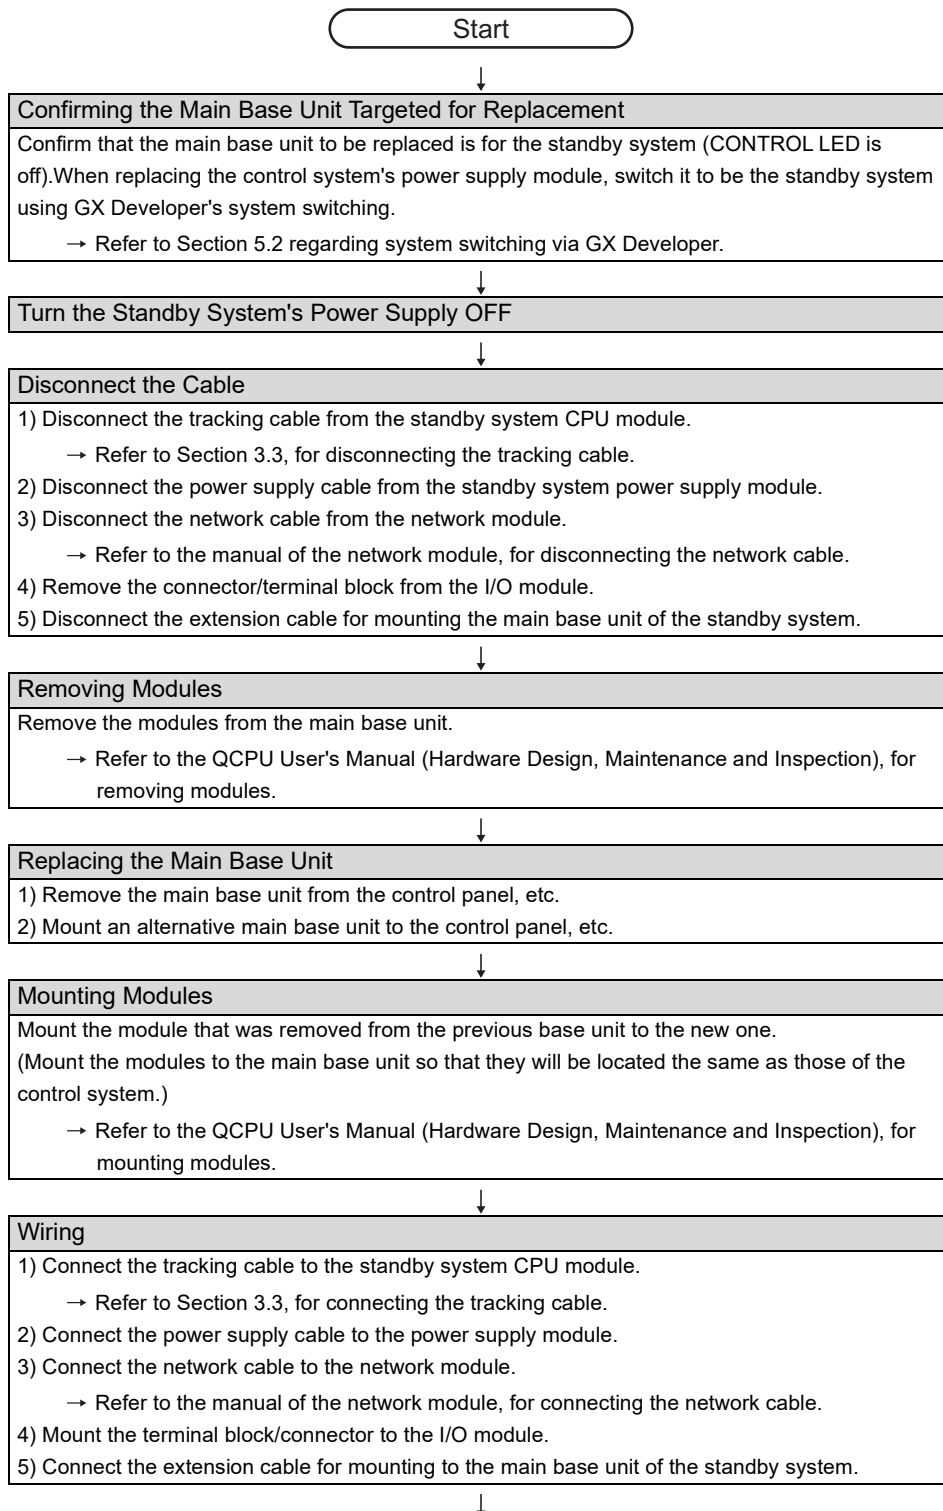 Start
Confirming the Main Base Unit Targeted for Replacement
Confirm that the main base unit to be replaced is for the standby system (CONTROL LED is
off).When replacing the control system's power supply module, switch it to be the standby system
using GX Developer's system switching.
→ Refer to Section 5.2 regarding system switching via GX Developer.
Turn the Standby System's Power Supply OFF
Disconnect the Cable
1) Disconnect the tracking cable from the standby system CPU module.
→ Refer to Section 3.3, for disconnecting the tracking cable.
2) Disconnect the power supply cable from the standby system power supply module.
3) Disconnect the network cable from the network module.
→ Refer to the manual of the network module, for disconnecting the network cable.
4) Remove the connector/terminal block from the I/O module.
5) Disconnect the extension cable for mounting the main base unit of the standby system.
Removing Modules
Remove the modules from the main base unit.
→ Refer to the QCPU User's Manual (Hardware Design, Maintenance and Inspection), for
removing modules.
Replacing the Main Base Unit
1) Remove the main base unit from the control panel, etc.
2) Mount an alternative main base unit to the control panel, etc.
Mounting Modules
Mount the module that was removed from the previous base unit to the new one.
(Mount the modules to the main base unit so that they will be located the same as those of the
control system.)
→ Refer to the QCPU User's Manual (Hardware Design, Maintenance and Inspection), for
mounting modules.
Wiring
1) Connect the tracking cable to the standby system CPU module.
→ Refer to Section 3.3, for connecting the tracking cable.
2) Connect the power supply cable to the power supply module.
3) Connect the network cable to the network module.
→ Refer to the manual of the network module, for connecting the network cable.
4) Mount the terminal block/connector to the I/O module.
5) Connect the extension cable for mounting to the main base unit of the standby system.